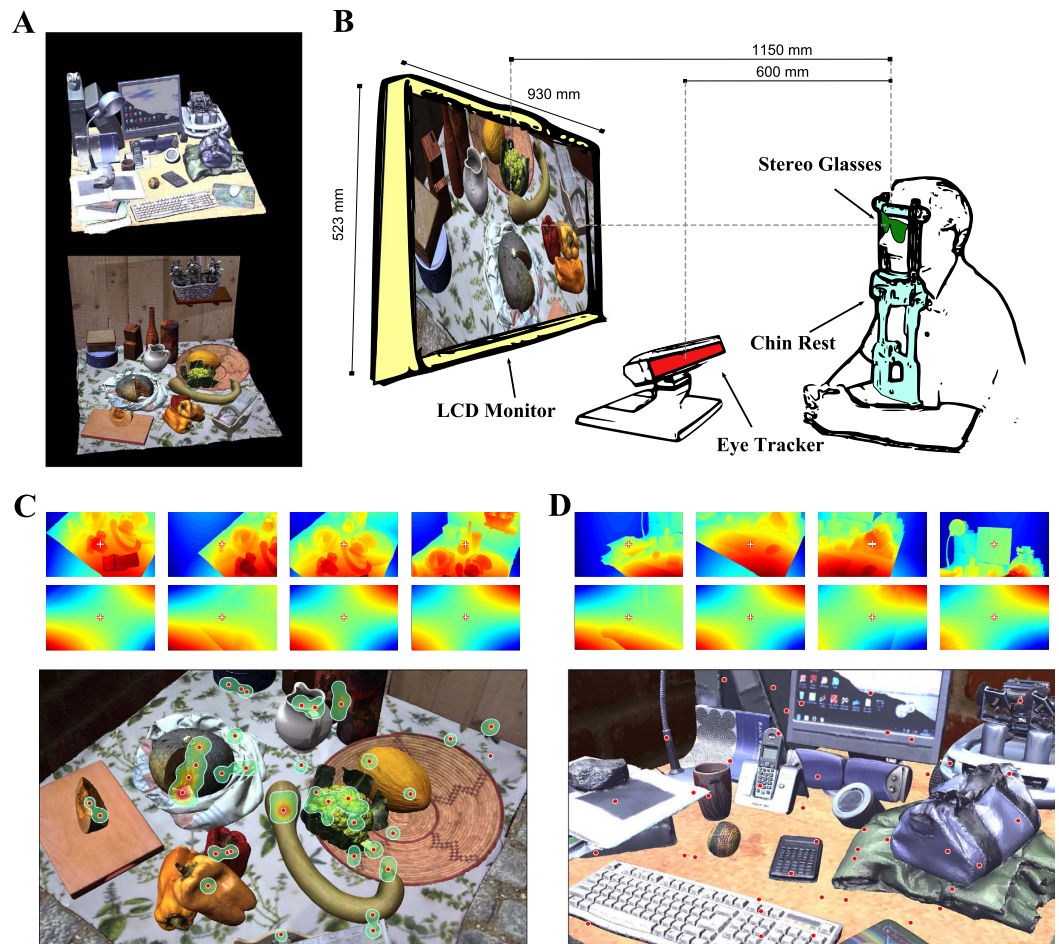 A
B
1150 mm
600 mm
930 mm
523 mm
Stereo Glasses
Chin Rest
LCD Monitor
Eye Tracker
C
D